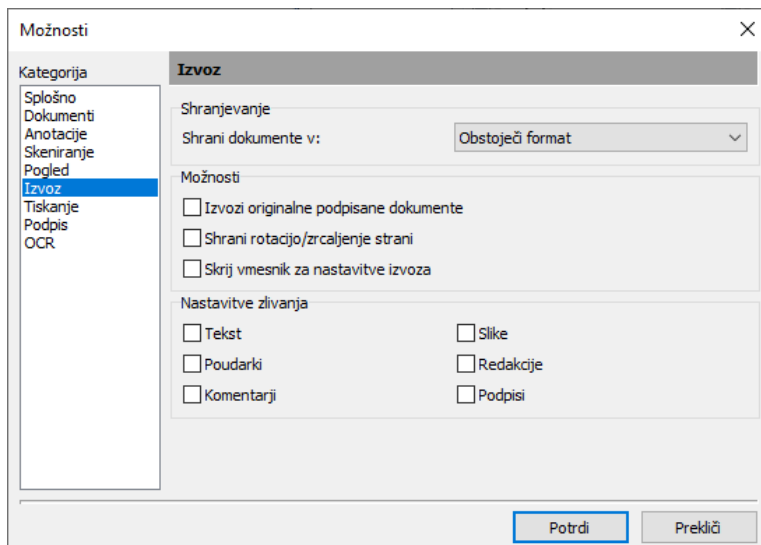 Možnosti
Kategorija
Splošno
Dokumenti
Anotacije
Skeniranje
Pogled
Izvoz
Tiskanje
Podpis
OCR
Izvoz
Shranjevanje
Shrani dokumente v: Obstoječi format
Možnosti
Izvozi originalne podpisane dokumente
Shrani rotacijo/zrcaljenje strani
Skrij vmesnik za nastavitve izvoza
Nastavitve zlivanja
Tekst Slike
Poudarki Redakcije
Komentarji Podpisi
Potrdi Prekliči